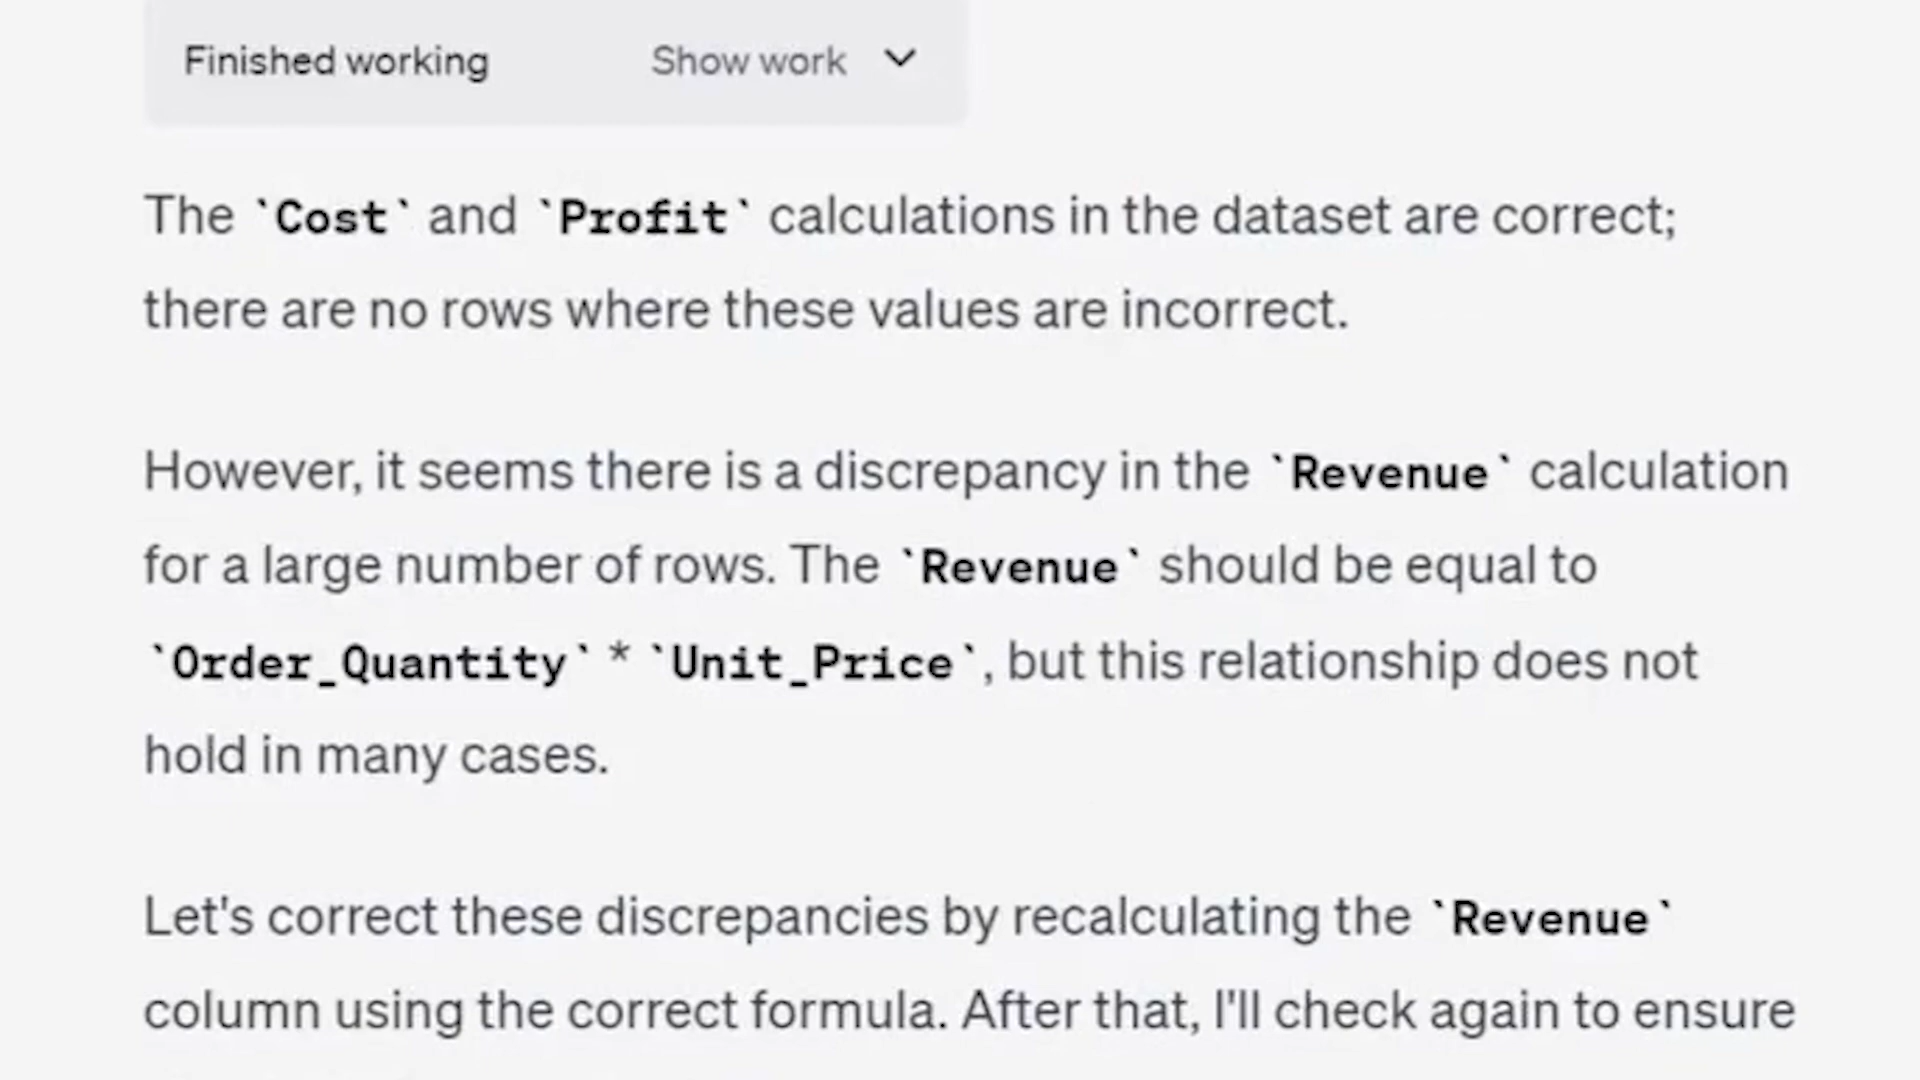 Finished working Show work
The `Cost` and `Profit` calculations in the dataset are correct;
there are no rows where these values are incorrect.
However, it seems there is a discrepancy in the `Revenue` calculation
for a large number of rows. The `Revenue` should be equal to
`Order_Quantity` * `Unit_Price`, but this relationship does not
hold in many cases.
Let's correct these discrepancies by recalculating the `Revenue`
column using the correct formula. After that, I'll check again to ensure